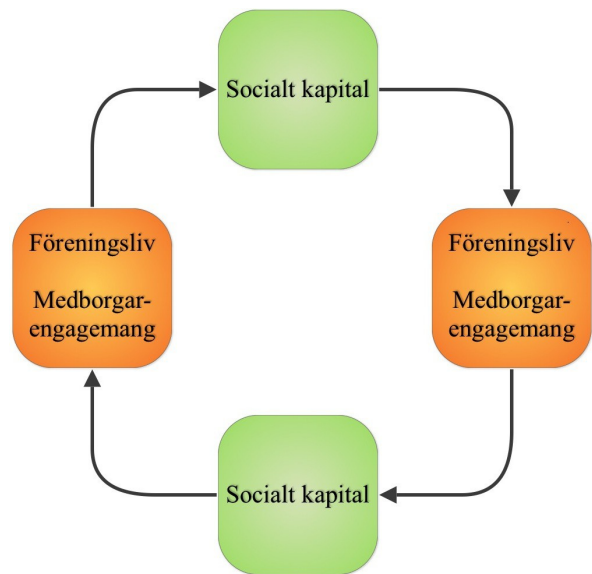 Socialt kapital
Föreningsliv
Medborgar-
engagemang
Föreningsliv
Medborgar-
engagemang
Socialt kapital